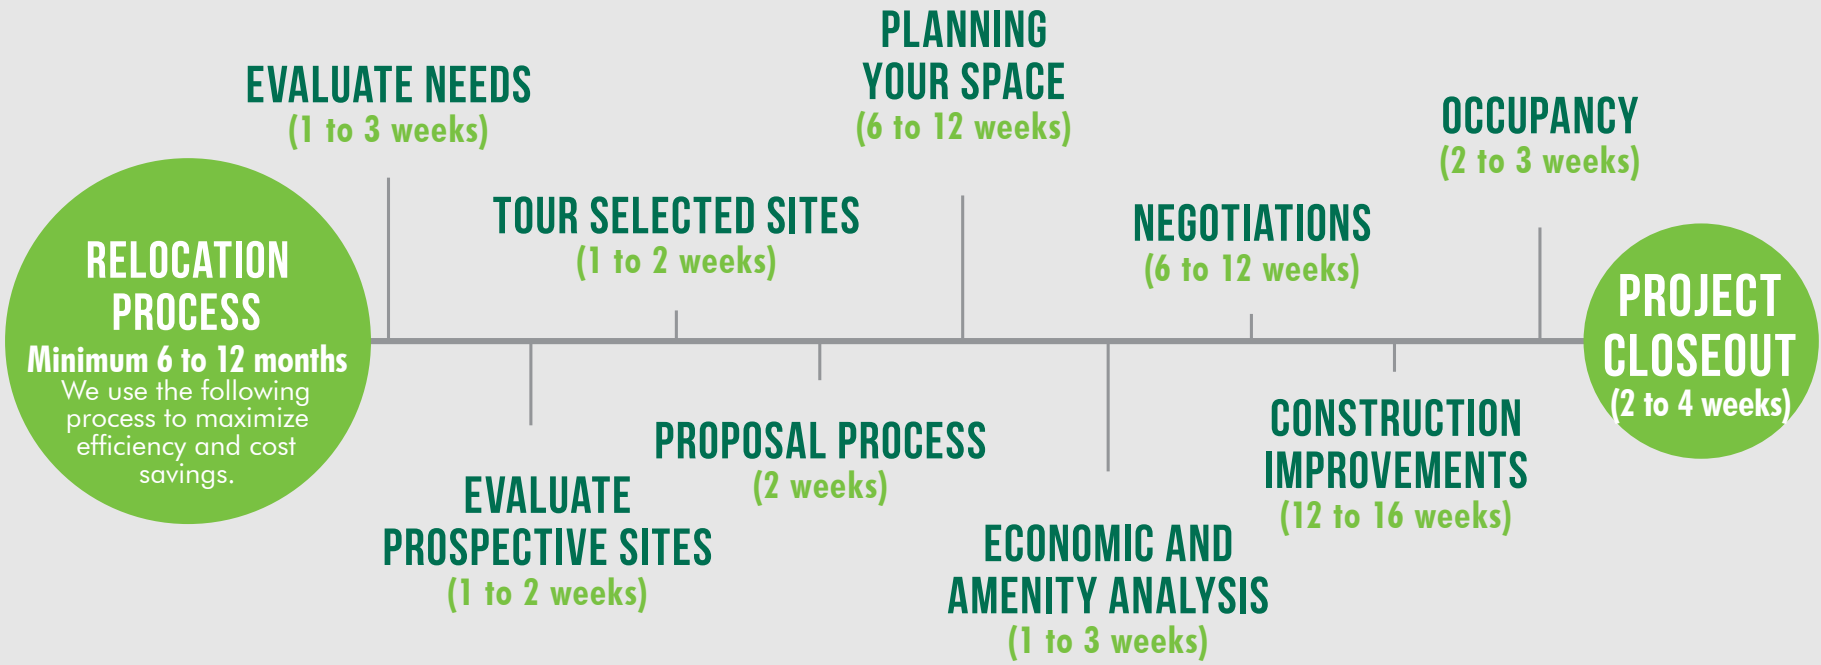 RELOCATION
PROCESS
Minimum 6 to 12 months
We use the following
process to maximize
efficiency and cost
savings.
EVALUATE NEEDS
(1 to 3 weeks)
EVALUATE
PROSPECTIVE SITES
(1 to 2 weeks)
TOUR SELECTED SITES
(1 to 2 weeks)
PROPOSAL PROCESS
(2 weeks)
PLANNING
YOUR SPACE
(6 to 12 weeks)
ECONOMIC AND
AMENITY ANALYSIS
(1 to 3 weeks)
NEGOTIATIONS
(6 to 12 weeks)
CONSTRUCTION
IMPROVEMENTS
(12 to 16 weeks)
OCCUPANCY
(2 to 3 weeks)
PROJECT
CLOSEOUT
(2 to 4 weeks)